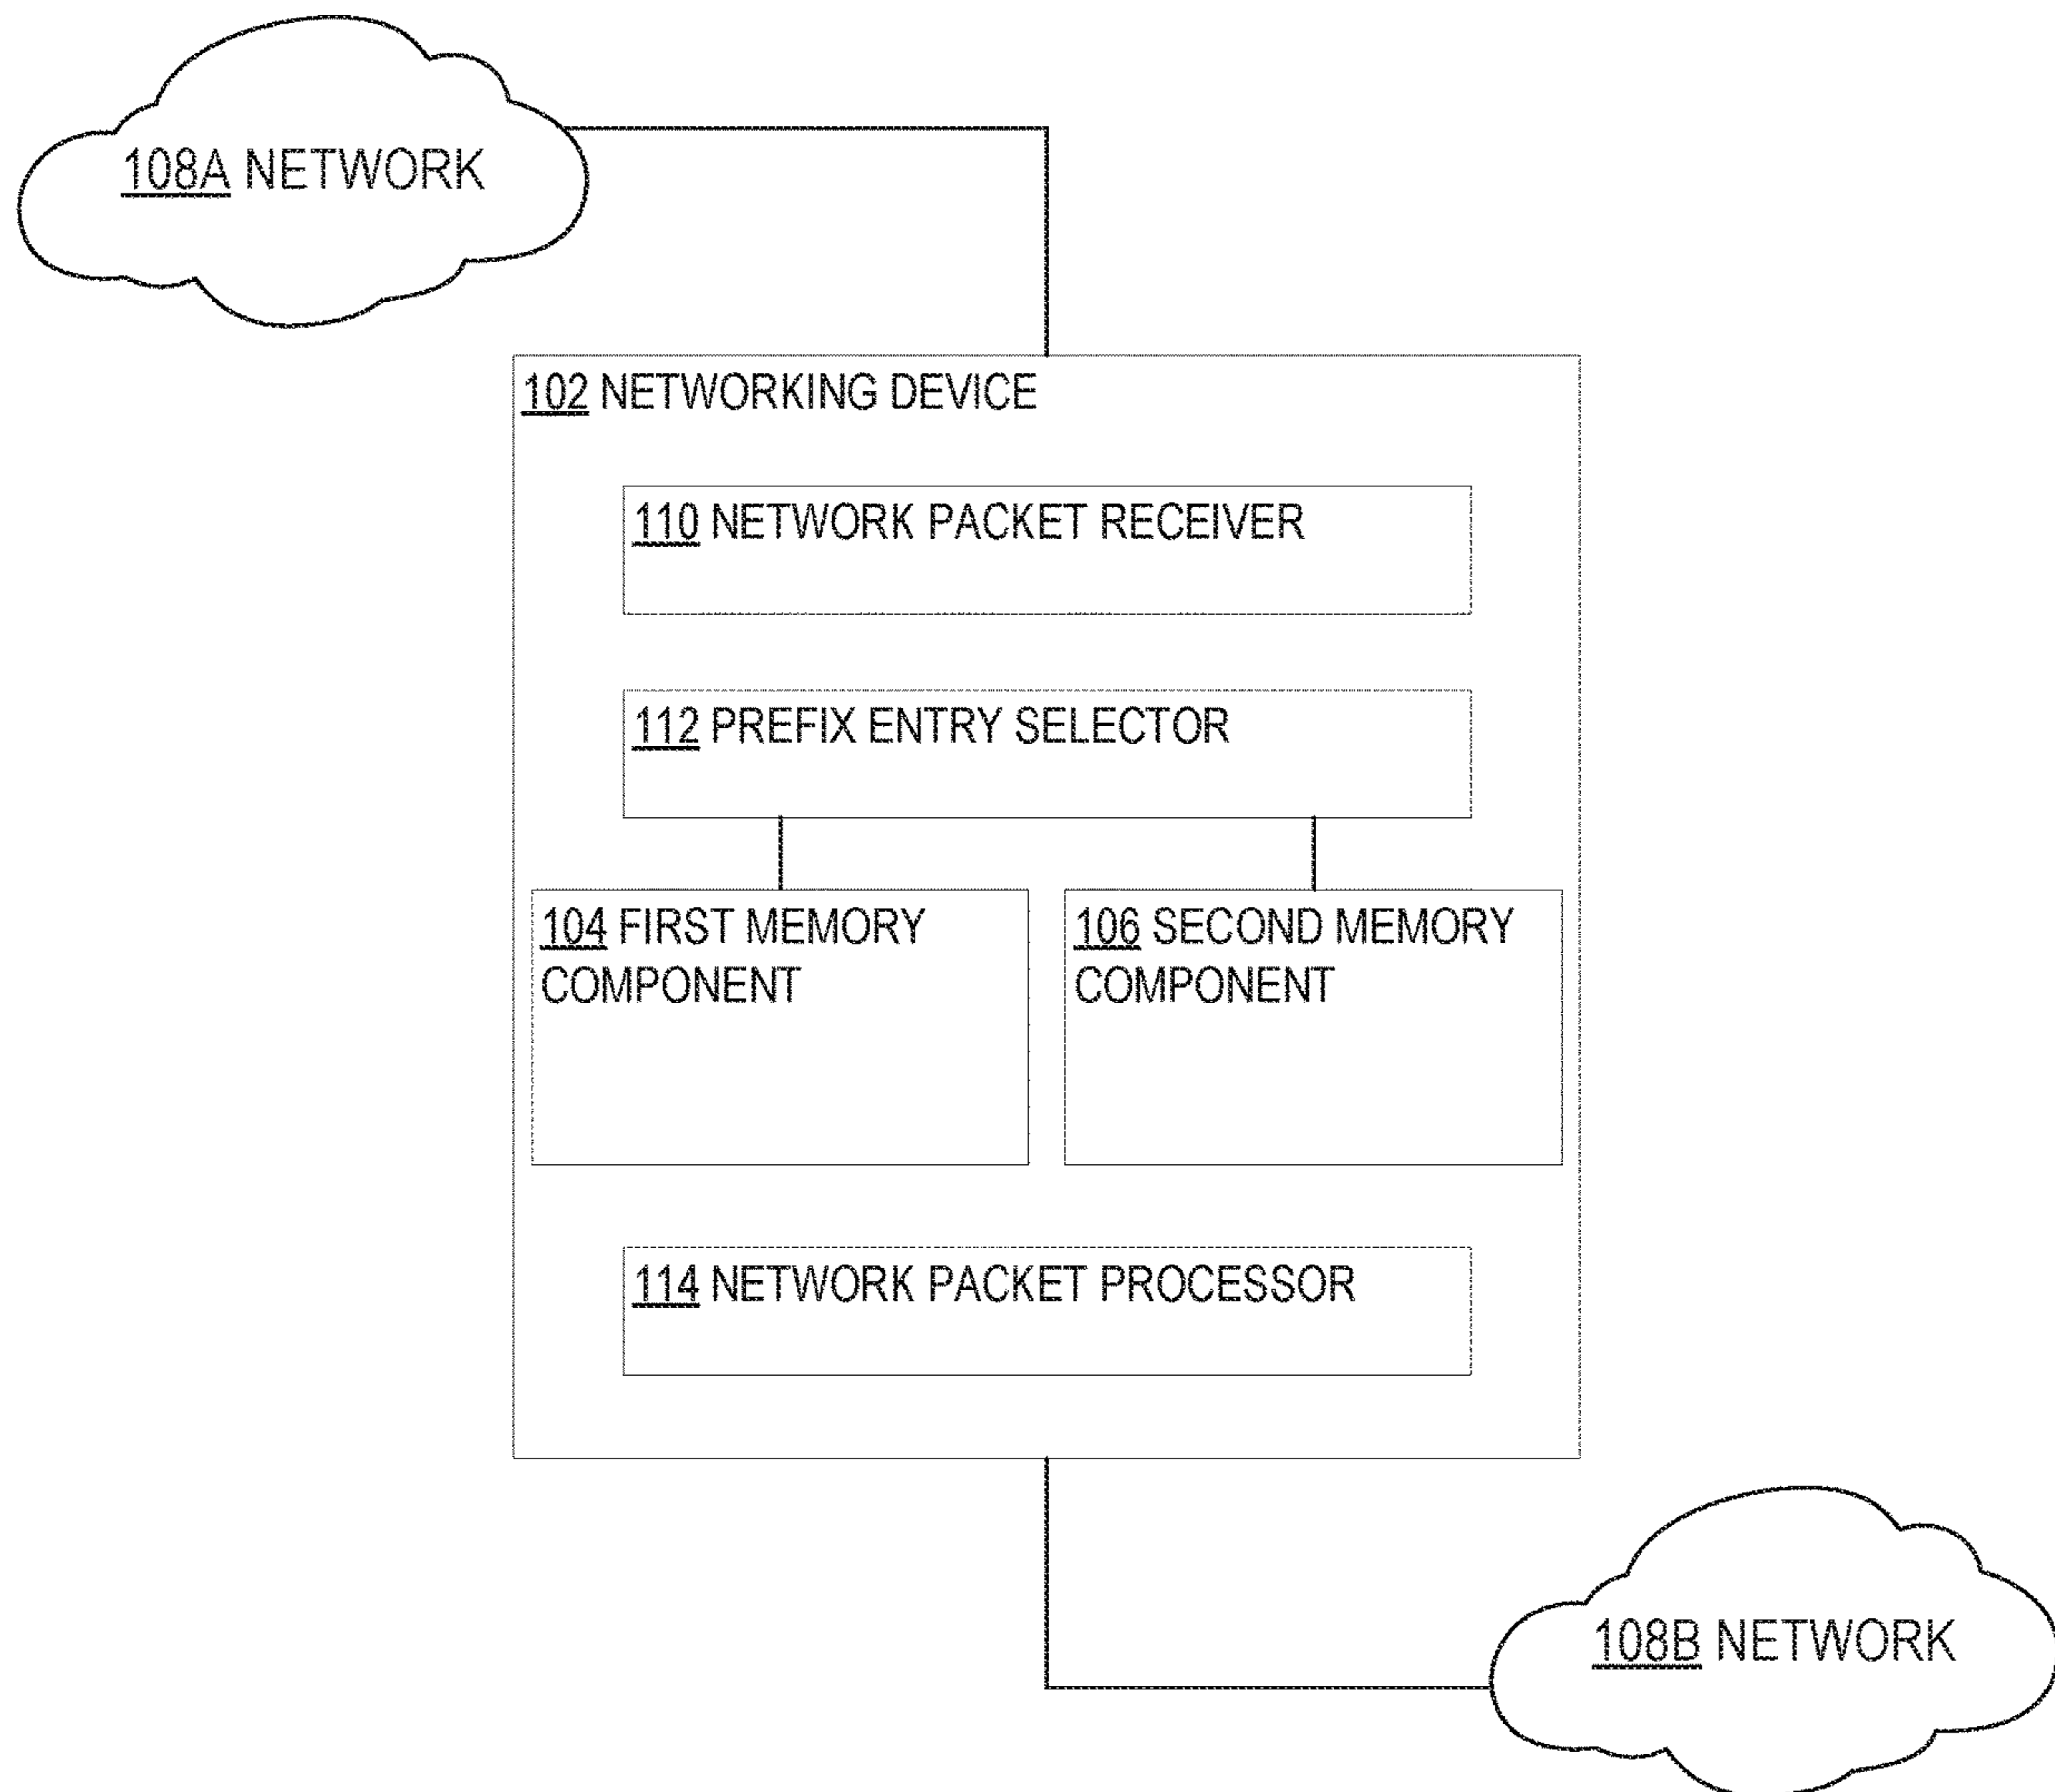 108A NETWORK
102 NETWORKING DEVICE
110 NETWORK PACKET RECEIVER
112 PREFIX ENTRY SELECTOR
104 FIRST MEMORY
COMPONENT
106 SECOND MEMORY
COMPONENT
114 NETWORK PACKET PROCESSOR
108B NETWORK